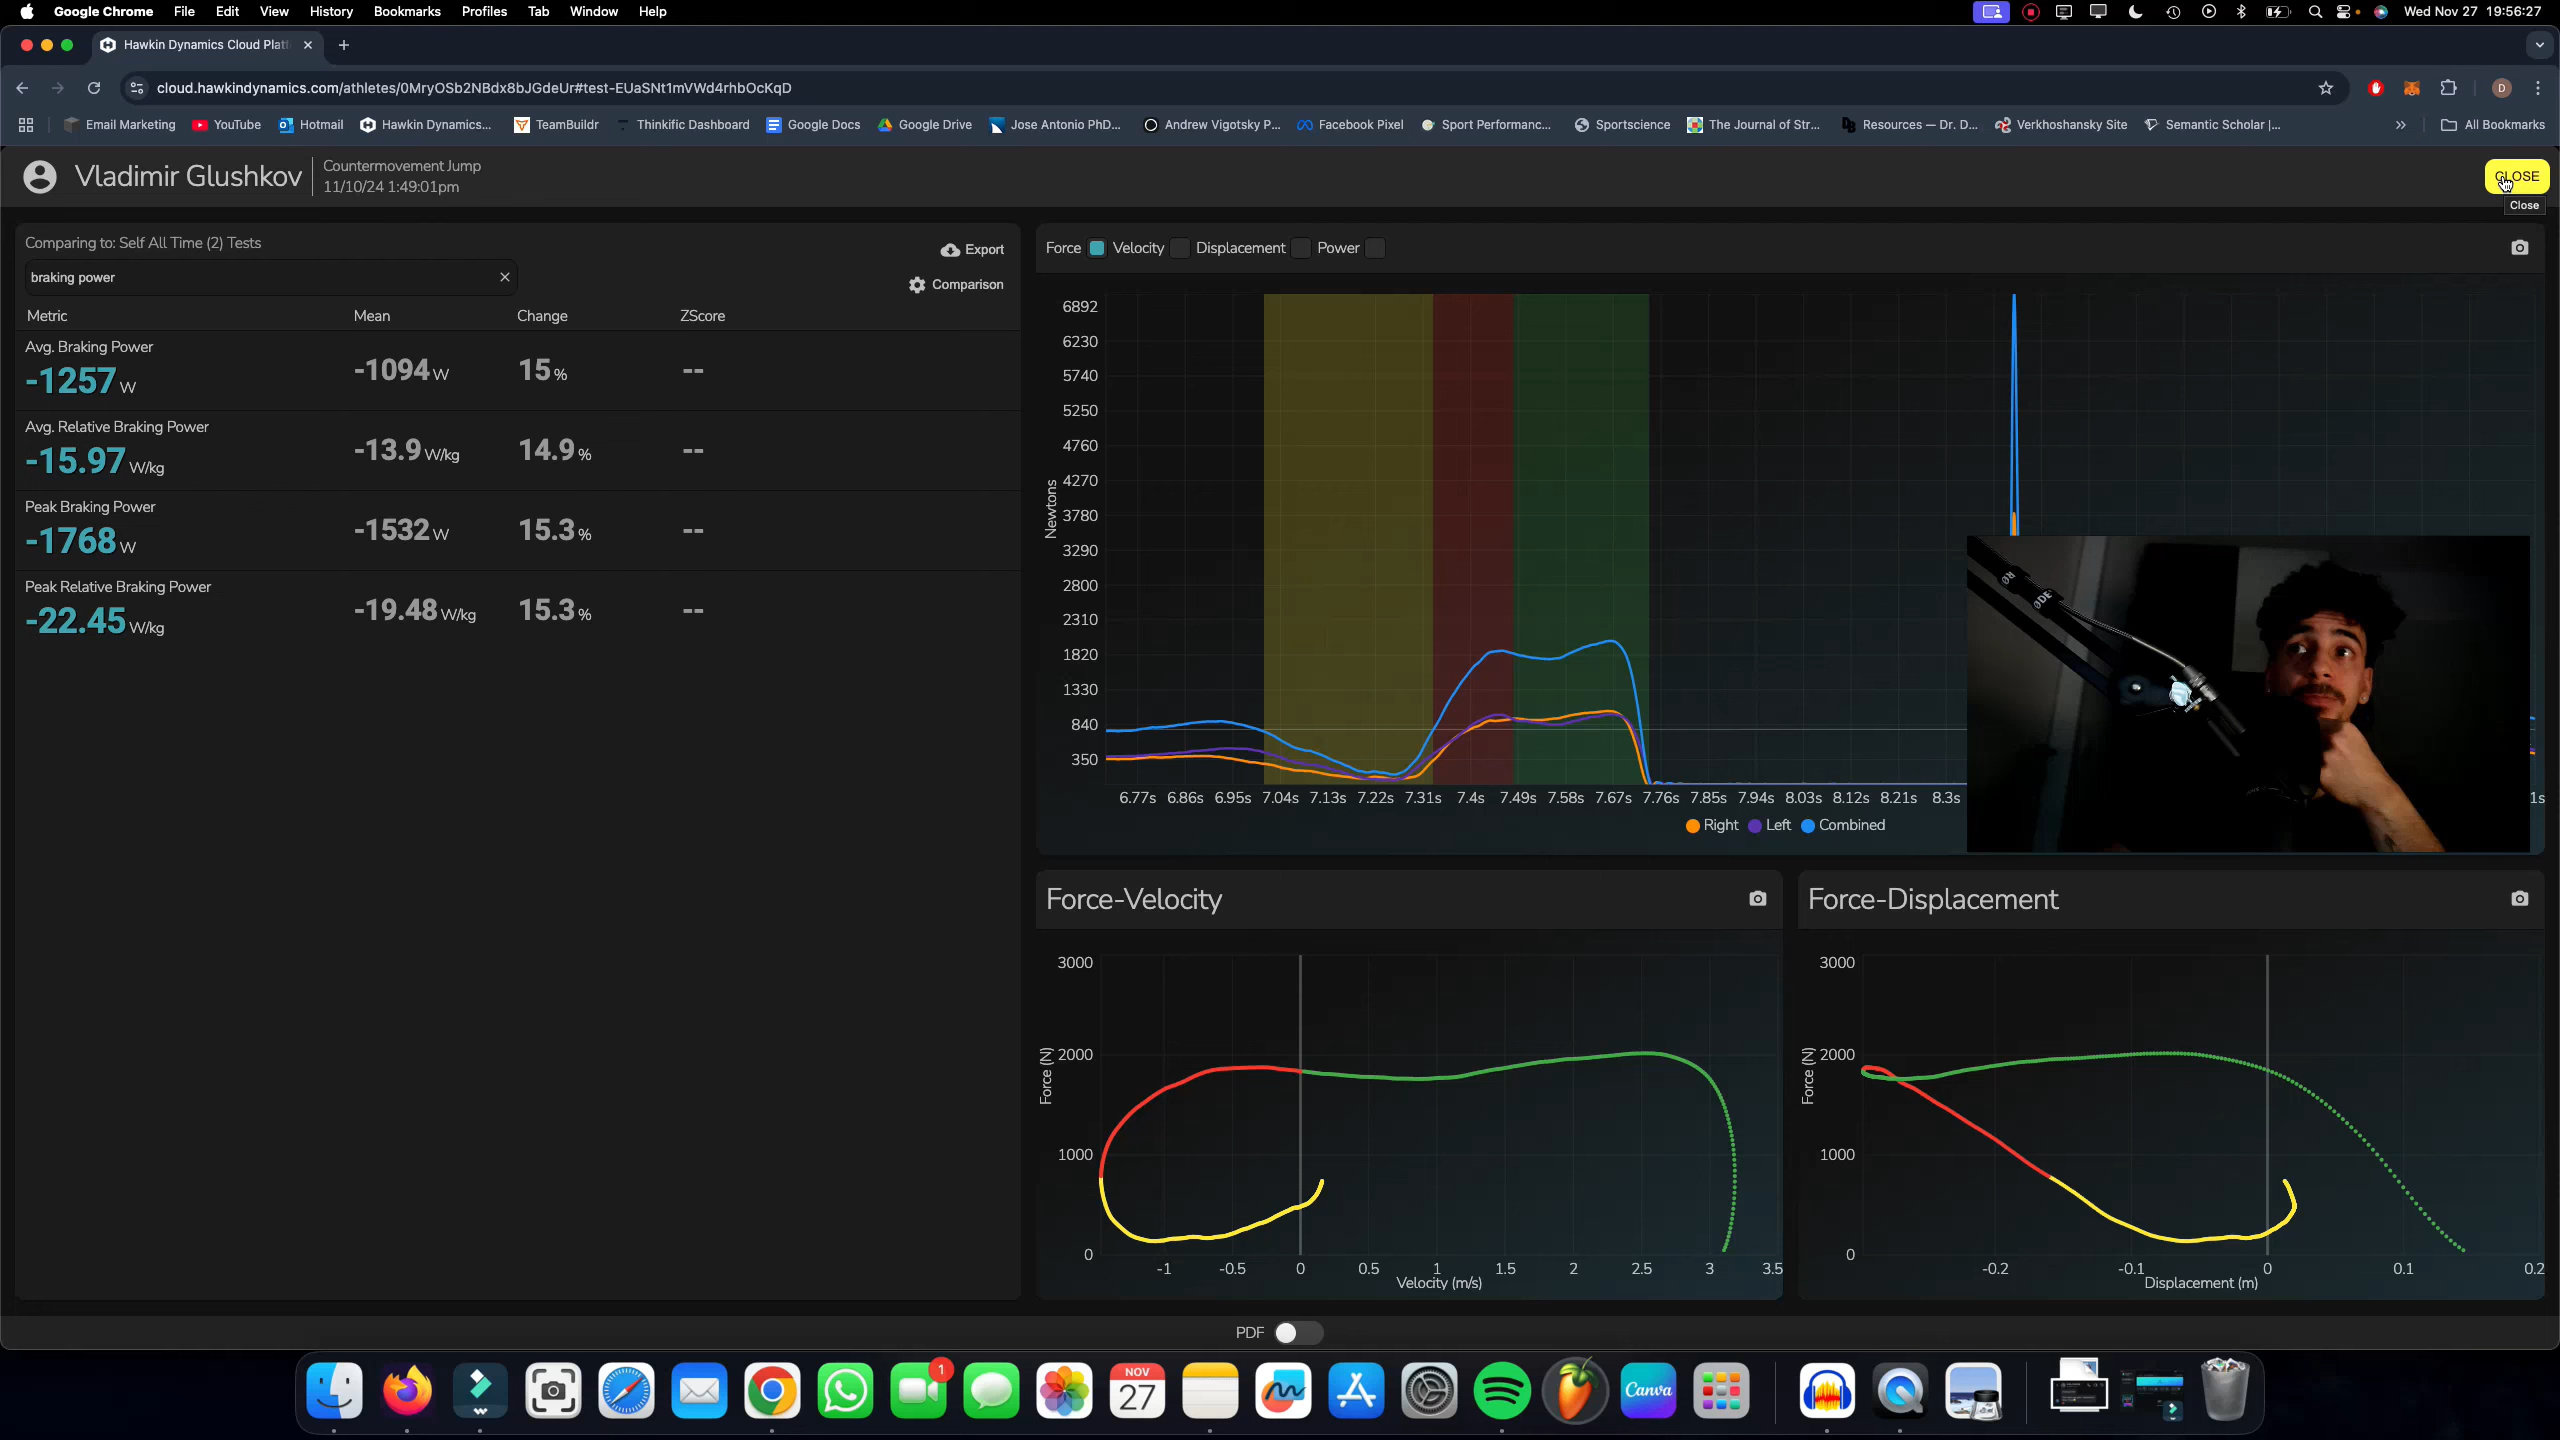 Google Chrome File Edit View History Bookmarks Profiles Tab Window Help Wed Nov 27 19:56:27
Hawkin Dynamics Cloud Platf
cloud.hawkindynamics.com/athletes/0MryOSb2NBdx8bJGdeUr#test-EUaSNt1mVWd4rhbOcKqD D
Email Marketing YouTube Hotmail Hawkin Dynamics... TeamBuildr Thinkific Dashboard Google Docs Google Drive Jose Antonio PhD... Andrew Vigotsky P... Facebook Pixel Sport Performanc... Sportscience The Journal of Str... Resources — Dr. D... Verkhoshansky Site Semantic Scholar |... » All Bookmarks
Vladimir Glushkov
Countermovement Jump
11/10/24 1:49:01pm
CLOSE
Close
Comparing to: Self All Time (2) Tests
Export
braking power
Comparison
Metric Mean Change ZScore
Avg. Braking Power
-1257 W -1094 W 15 % --
Avg. Relative Braking Power
-15.97 W/kg -13.9 W/kg 14.9 % --
Peak Braking Power
-1768 W -1532 W 15.3 % --
Peak Relative Braking Power
-22.45 W/kg -19.48 W/kg 15.3 % --
Force Velocity Displacement Power
6892
6230
5740
5250
4760
4270
3780
3290
2800
2310
1820
1330
840
350
Newtons
6.77s 6.86s 6.95s 7.04s 7.13s 7.22s 7.31s 7.4s 7.49s 7.58s 7.67s 7.76s 7.85s 7.94s 8.03s 8.12s 8.21s 8.3s 1s
Right Left Combined
RØDE
Force-Velocity
3000
2000
1000
0
Force (N)
-1 -0.5 0 0.5 1 1.5 2 2.5 3 3.5
Velocity (m/s)
Force-Displacement
3000
2000
1000
0
Force (N)
-0.2 -0.1 0 0.1 0.2
Displacement (m)
PDF
1
NOV
27
Canva